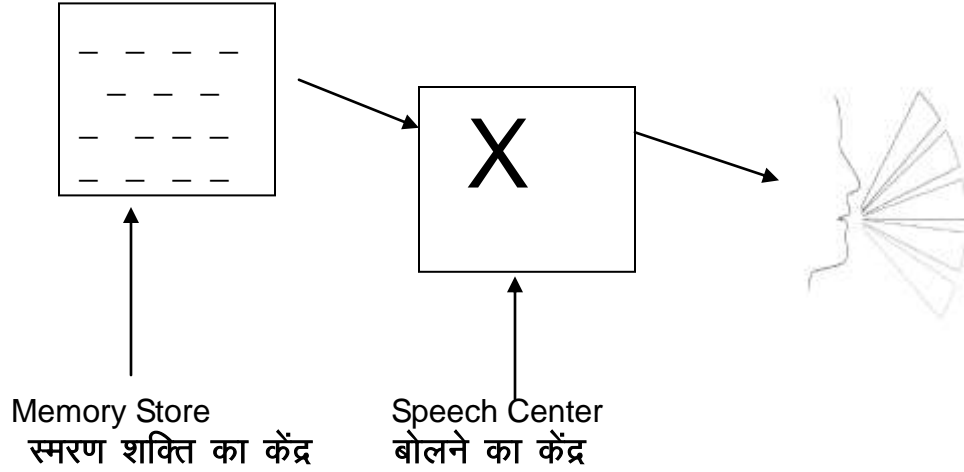 X
Memory Store
स्मरण शक्ति का केंद्र
Speech Center
बोलने का केंद्र